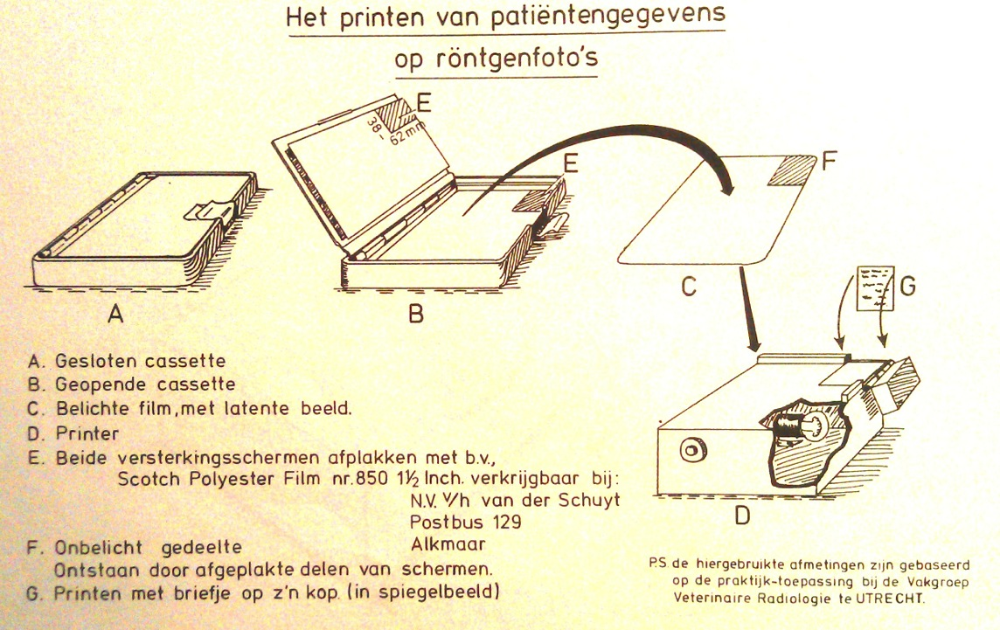 Het printen van patiëntengegevens
op röntgenfoto's
E
38 - 62mm
E
F
A
B
C
G
D
A. Gesloten cassette
B. Geopende cassette
C. Belichte film, met latente beeld.
D. Printer
E. Beide versterkingsschermen afplakken met b.v.,
Scotch Polyester Film nr. 850 1½ Inch. verkrijgbaar bij:
N.V. v/h van der Schuyt
Postbus 129
Alkmaar
F. Onbelicht gedeelte
Ontstaan door afgeplakte delen van schermen.
G. Printen met briefje op z'n kop. (in spiegelbeeld)
P.S. de hiergebruikte afmetingen zijn gebaseerd
op de praktijk-toepassing bij de Vakgroep
Veterinaire Radiologie te UTRECHT.